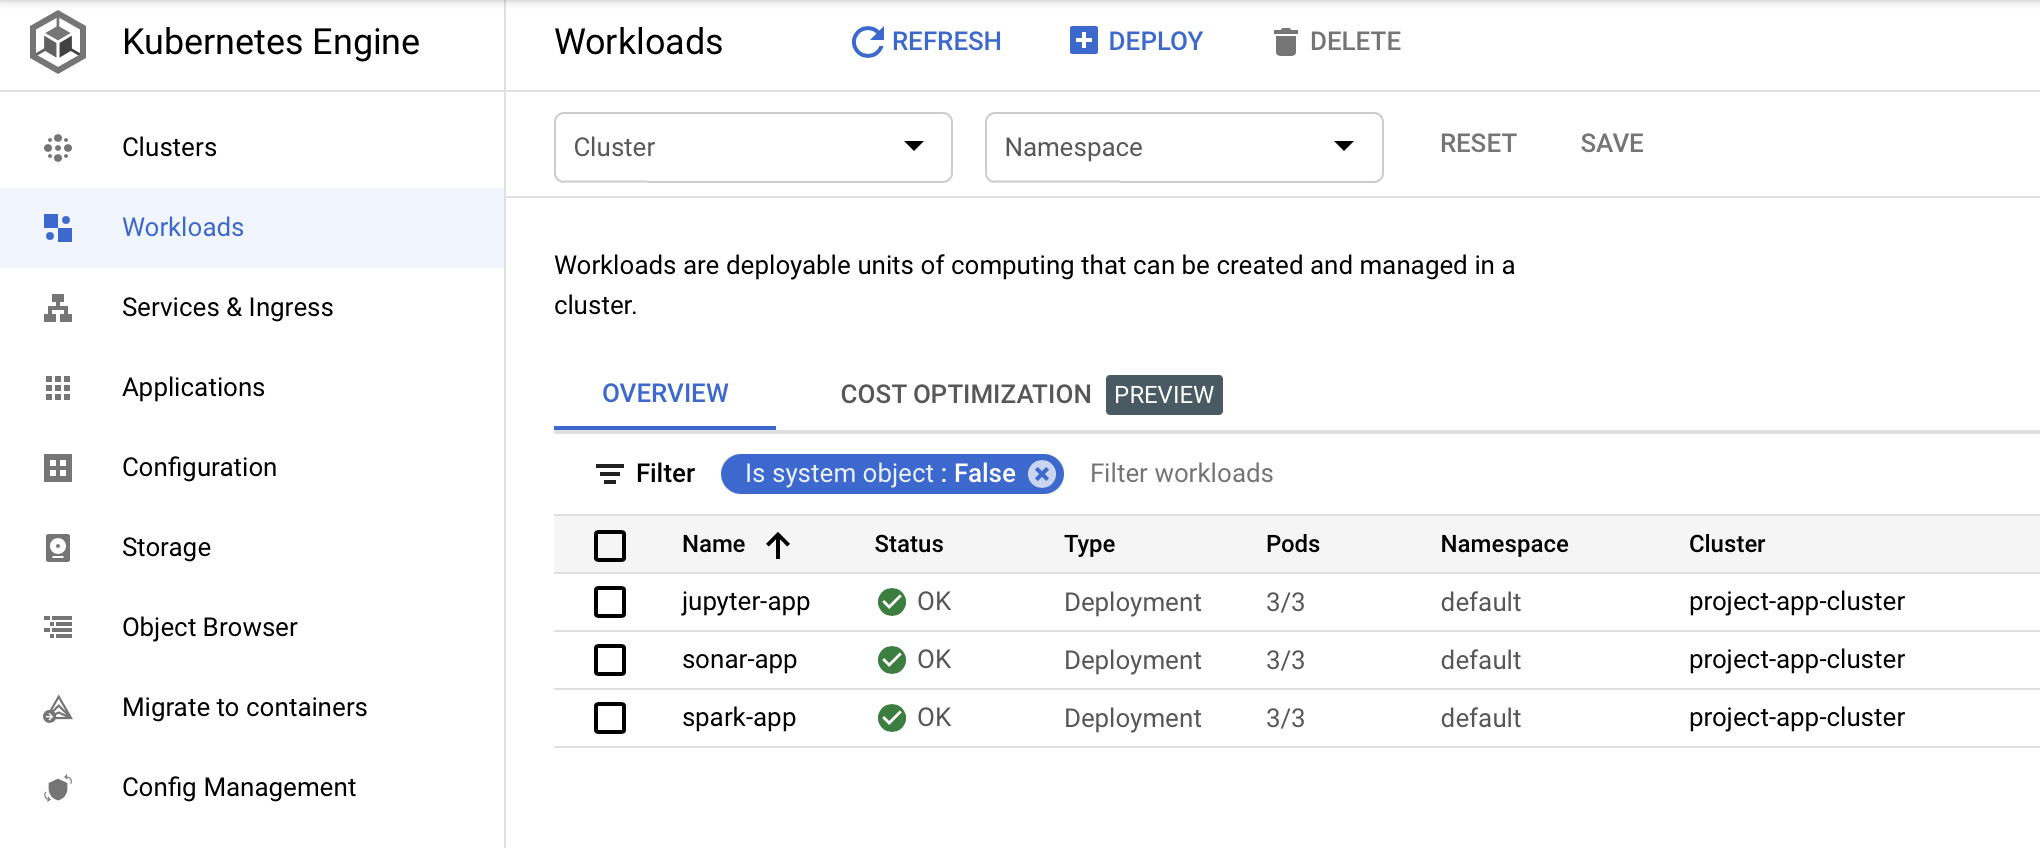 Kubernetes Engine
Workloads
REFRESH
DEPLOY
DELETE
Clusters
Workloads
Services & Ingress
Applications
Configuration
Storage
Object Browser
Migrate to containers
Config Management
Cluster
Namespace
RESET
SAVE
Workloads are deployable units of computing that can be created and managed in a
cluster.
OVERVIEW
COST OPTIMIZATION PREVIEW
Filter Is system object : False Filter workloads
Name Status Type Pods Namespace Cluster
jupyter-app OK Deployment 3/3 default project-app-cluster
sonar-app OK Deployment 3/3 default project-app-cluster
spark-app OK Deployment 3/3 default project-app-cluster